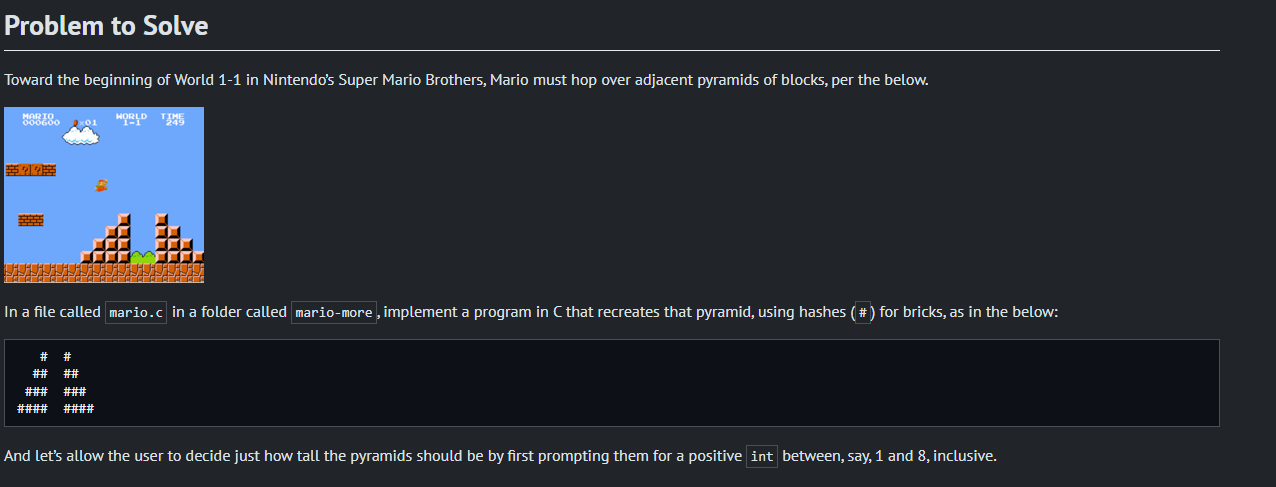 Problem to Solve
Toward the beginning of World 1-1 in Nintendo's Super Mario Brothers, Mario must hop over adjacent pyramids of blocks, per the below.
MARIO WORLD TIME
000600 ×01 1-1 249
? ?
In a file called mario.c in a folder called mario-more, implement a program in C that recreates that pyramid, using hashes (#) for bricks, as in the below:
   #  #
  ##  ##
 ###  ###
####  ####
And let's allow the user to decide just how tall the pyramids should be by first prompting them for a positive int between, say, 1 and 8, inclusive.